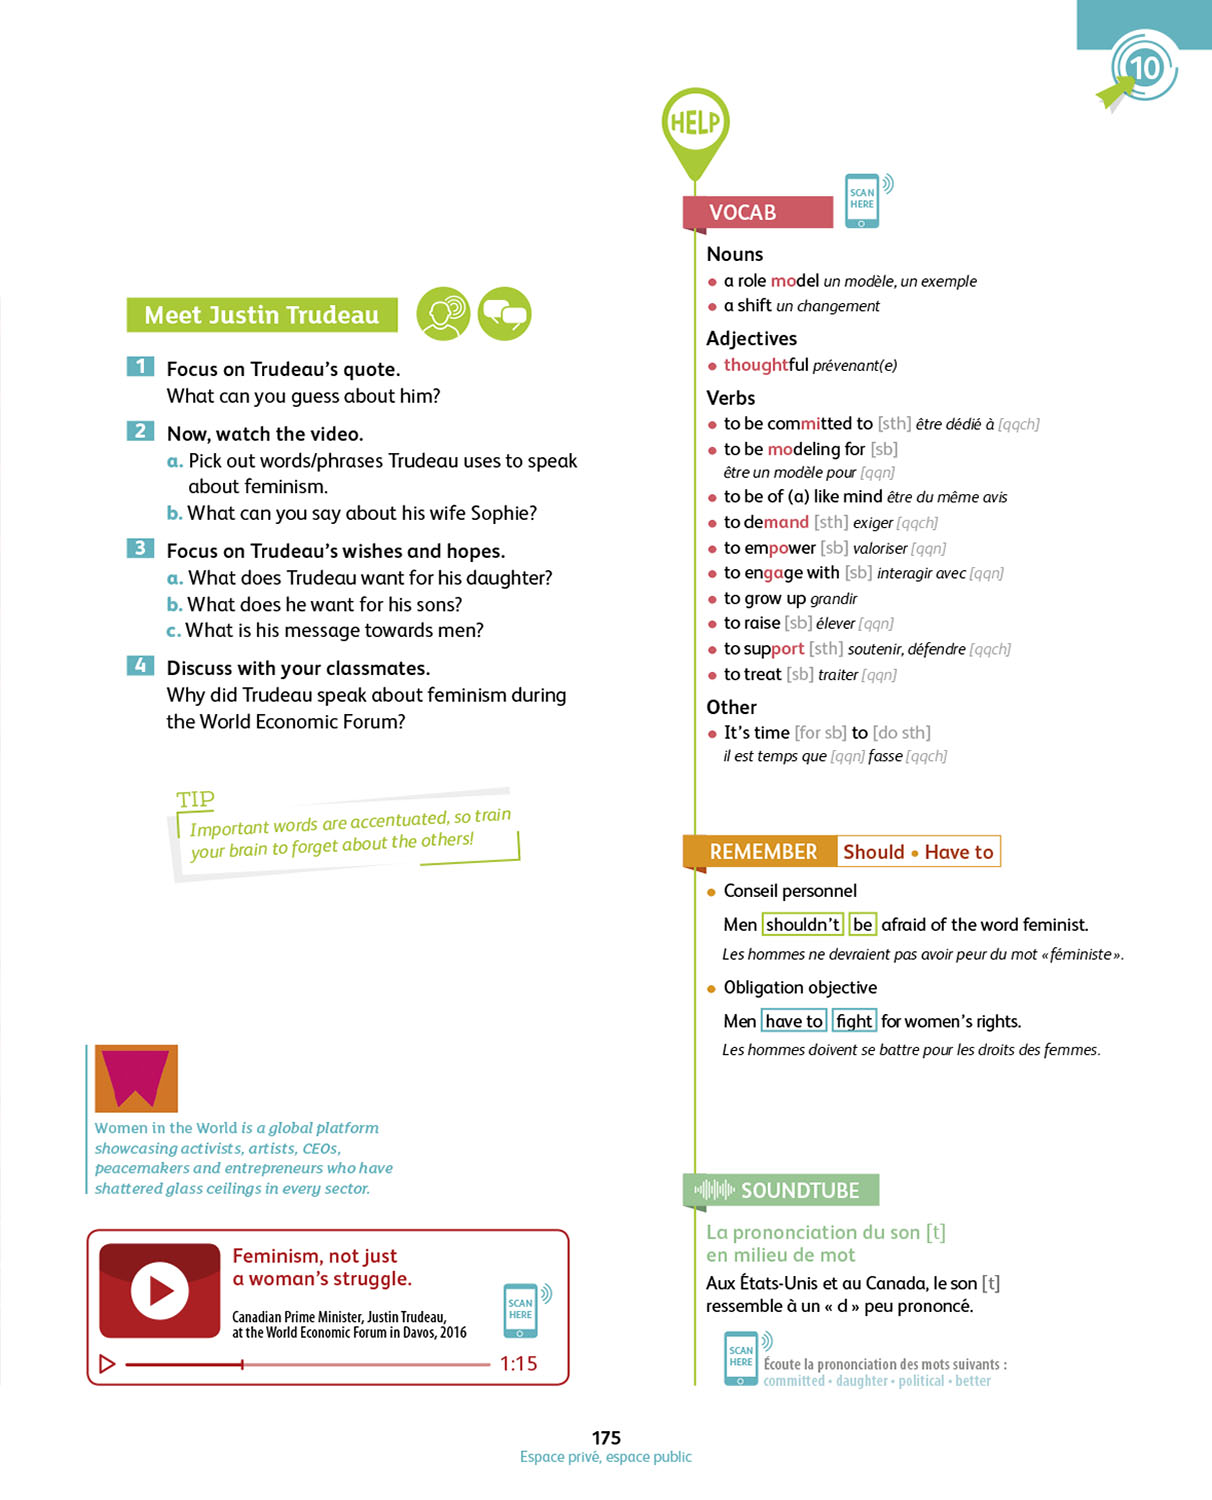 10
Meet Justin Trudeau
1 Focus on Trudeau's quote.
What can you guess about him?
2 Now, watch the video.
a. Pick out words/phrases Trudeau uses to speak
about feminism.
b. What can you say about his wife Sophie?
3 Focus on Trudeau's wishes and hopes.
a. What does Trudeau want for his daughter?
b. What does he want for his sons?
c. What is his message towards men?
4 Discuss with your classmates.
Why did Trudeau speak about feminism during
the World Economic Forum?
TIP
Important words are accentuated, so train
your brain to forget about the others!
Women in the World is a global platform
showcasing activists, artists, CEOs,
peacemakers and entrepreneurs who have
shattered glass ceilings in every sector.
Feminism, not just
a woman's struggle.
Canadian Prime Minister, Justin Trudeau,
at the World Economic Forum in Davos, 2016
SCAN
HERE
1:15
HELP
VOCAB
SCAN
HERE
Nouns
• a role model un modèle, un exemple
• a shift un changement
Adjectives
• thoughtful prévenant(e)
Verbs
• to be committed to [sth] être dédié à [qqch]
• to be modeling for [sb]
être un modèle pour [qqn]
• to be of (a) like mind être du même avis
• to demand [sth] exiger [qqch]
• to empower [sb] valoriser [qqn]
• to engage with [sb] interagir avec [qqn]
• to grow up grandir
• to raise [sb] élever [qqn]
• to support [sth] soutenir, défendre [qqch]
• to treat [sb] traiter [qqn]
Other
• It's time [for sb] to [do sth]
il est temps que [qqn] fasse [qqch]
REMEMBER Should • Have to
• Conseil personnel
Men shouldn't be afraid of the word feminist.
Les hommes ne devraient pas avoir peur du mot « féministe ».
• Obligation objective
Men have to fight for women's rights.
Les hommes doivent se battre pour les droits des femmes.
SOUNDTUBE
La prononciation du son [t]
en milieu de mot
Aux États-Unis et au Canada, le son [t]
ressemble à un « d » peu prononcé.
SCAN
HERE
Écoute la prononciation des mots suivants :
committed • daughter • political • better
175
Espace privé, espace public